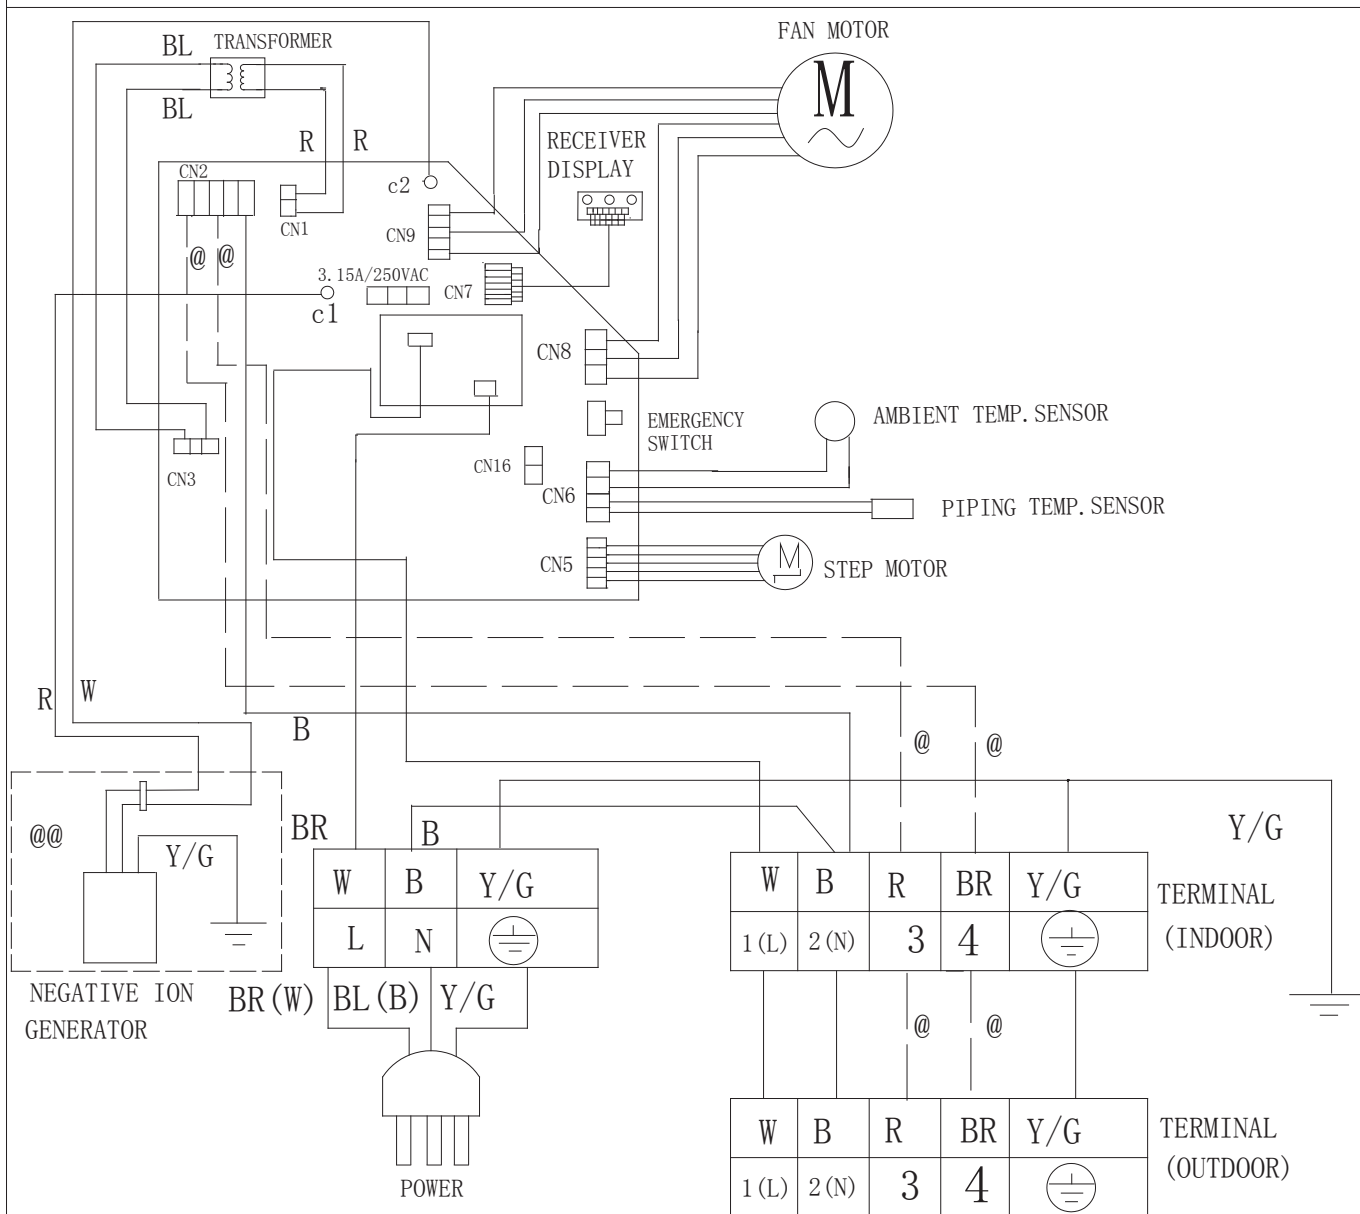 FAN MOTOR
M
BL
TRANSFORMER
BL
R
R
RECEIVER
DISPLAY
CN2
c2
CN1
CN9
@
@
3.15A/250VAC
CN7
c1
CN8
EMERGENCY
SWITCH
AMBIENT TEMP.SENSOR
CN16
CN3
CN6
PIPING TEMP.SENSOR
CN5
M
STEP MOTOR
R
W
B
@
@
@@
Y/G
BR
B
Y/G
W
B
Y/G
L
N
W
B
R
BR
Y/G
TERMINAL
(INDOOR)
1(L)
2(N)
3
4
NEGATIVE ION
GENERATOR
BR(W)
BL(B)
Y/G
@
@
W
B
R
BR
Y/G
TERMINAL
(OUTDOOR)
1(L)
2(N)
3
4
POWER